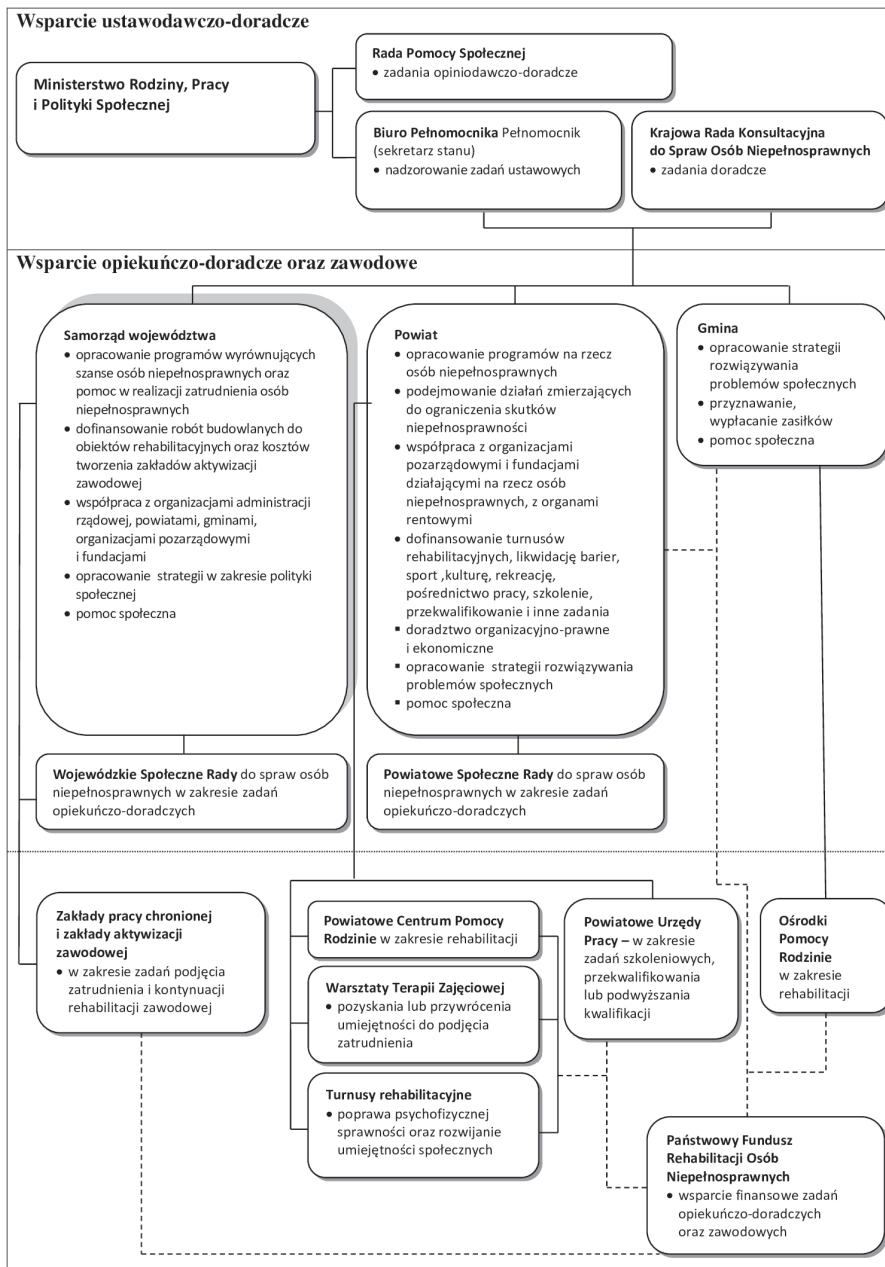 Wsparcie ustawodawczo-doradcze
Ministerstwo Rodziny, Pracy
i Polityki Społecznej
Rada Pomocy Społecznej
• zadania opiniodawczo-doradcze
Biuro Pełnomocnika Pełnomocnik
(sekretarz stanu)
• nadzorowanie zadań ustawowych
Krajowa Rada Konsultacyjna
do Spraw Osób Niepełnosprawnych
• zadania doradcze
Wsparcie opiekuńczo-doradcze oraz zawodowe
Samorząd województwa
• opracowanie programów wyrównujących
szanse osób niepełnosprawnych oraz
pomoc w realizacji zatrudnienia osób
niepełnosprawnych
• dofinansowanie robót budowlanych do
obiektów rehabilitacyjnych oraz kosztów
tworzenia zakładów aktywizacji
zawodowej
• współpraca z organizacjami administracji
rządowej, powiatami, gminami,
organizacjami pozarządowymi
i fundacjami
• opracowanie strategii w zakresie polityki
społecznej
• pomoc społeczna
Powiat
• opracowanie programów na rzecz
osób niepełnosprawnych
• podejmowanie działań zmierzających
do ograniczenia skutków
niepełnosprawności
• współpraca z organizacjami
pozarządowymi i fundacjami
działającymi na rzecz osób
niepełnosprawnych, z organami
rentowymi
• dofinansowanie turnusów
rehabilitacyjnych, likwidację barier,
sport ,kulturę, rekreację,
pośrednictwo pracy, szkolenie,
przekwalifikowanie i inne zadania
▪ doradztwo organizacyjno-prawne
i ekonomiczne
▪ opracowanie strategii rozwiązywania
problemów społecznych
▪ pomoc społeczna
Gmina
• opracowanie strategii
rozwiązywania
problemów społecznych
• przyznawanie,
wypłacanie zasiłków
• pomoc społeczna
Wojewódzkie Społeczne Rady do spraw osób
niepełnosprawnych w zakresie zadań
opiekuńczo-doradczych
Powiatowe Społeczne Rady do spraw osób
niepełnosprawnych w zakresie zadań
opiekuńczo-doradczych
Zakłady pracy chronionej
i zakłady aktywizacji
zawodowej
• w zakresie zadań podjęcia
zatrudnienia i kontynuacji
rehabilitacji zawodowej
Powiatowe Centrum Pomocy
Rodzinie w zakresie rehabilitacji
Warsztaty Terapii Zajęciowej
• pozyskania lub przywrócenia
umiejętności do podjęcia
zatrudnienia
Turnusy rehabilitacyjne
• poprawa psychofizycznej
sprawności oraz rozwijanie
umiejętności społecznych
Powiatowe Urzędy
Pracy – w zakresie
zadań szkoleniowych,
przekwalifikowania
lub podwyższania
kwalifikacji
Ośrodki
Pomocy
Rodzinie
w zakresie
rehabilitacji
Państwowy Fundusz
Rehabilitacji Osób
Niepełnosprawnych
• wsparcie finansowe zadań
opiekuńczo-doradczych
oraz zawodowych